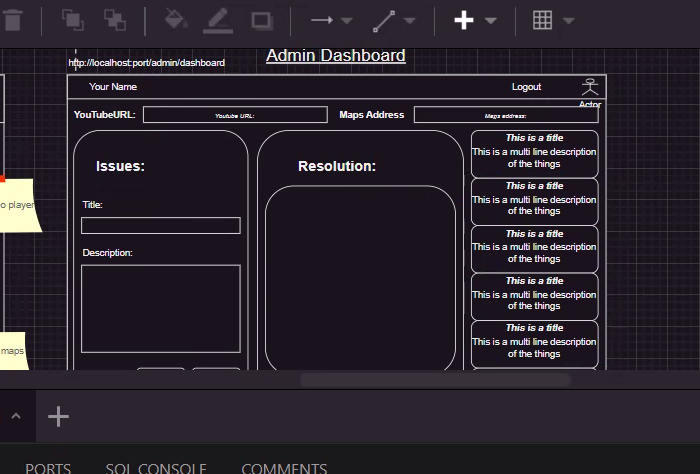 Admin Dashboard
http://localhost:port/admin/dashboard
Your Name
Logout
Actor
YouTubeURL:
Youtube URL:
Maps Address
Maps address:
Issues:
Title:
Description:
Resolution:
This is a title
This is a multi line description
of the things
This is a title
This is a multi line description
of the things
This is a title
This is a multi line description
of the things
This is a title
This is a multi line description
of the things
This is a title
This is a multi line description
of the things
o player
maps
PORTS
SQL CONSOLE
COMMENTS